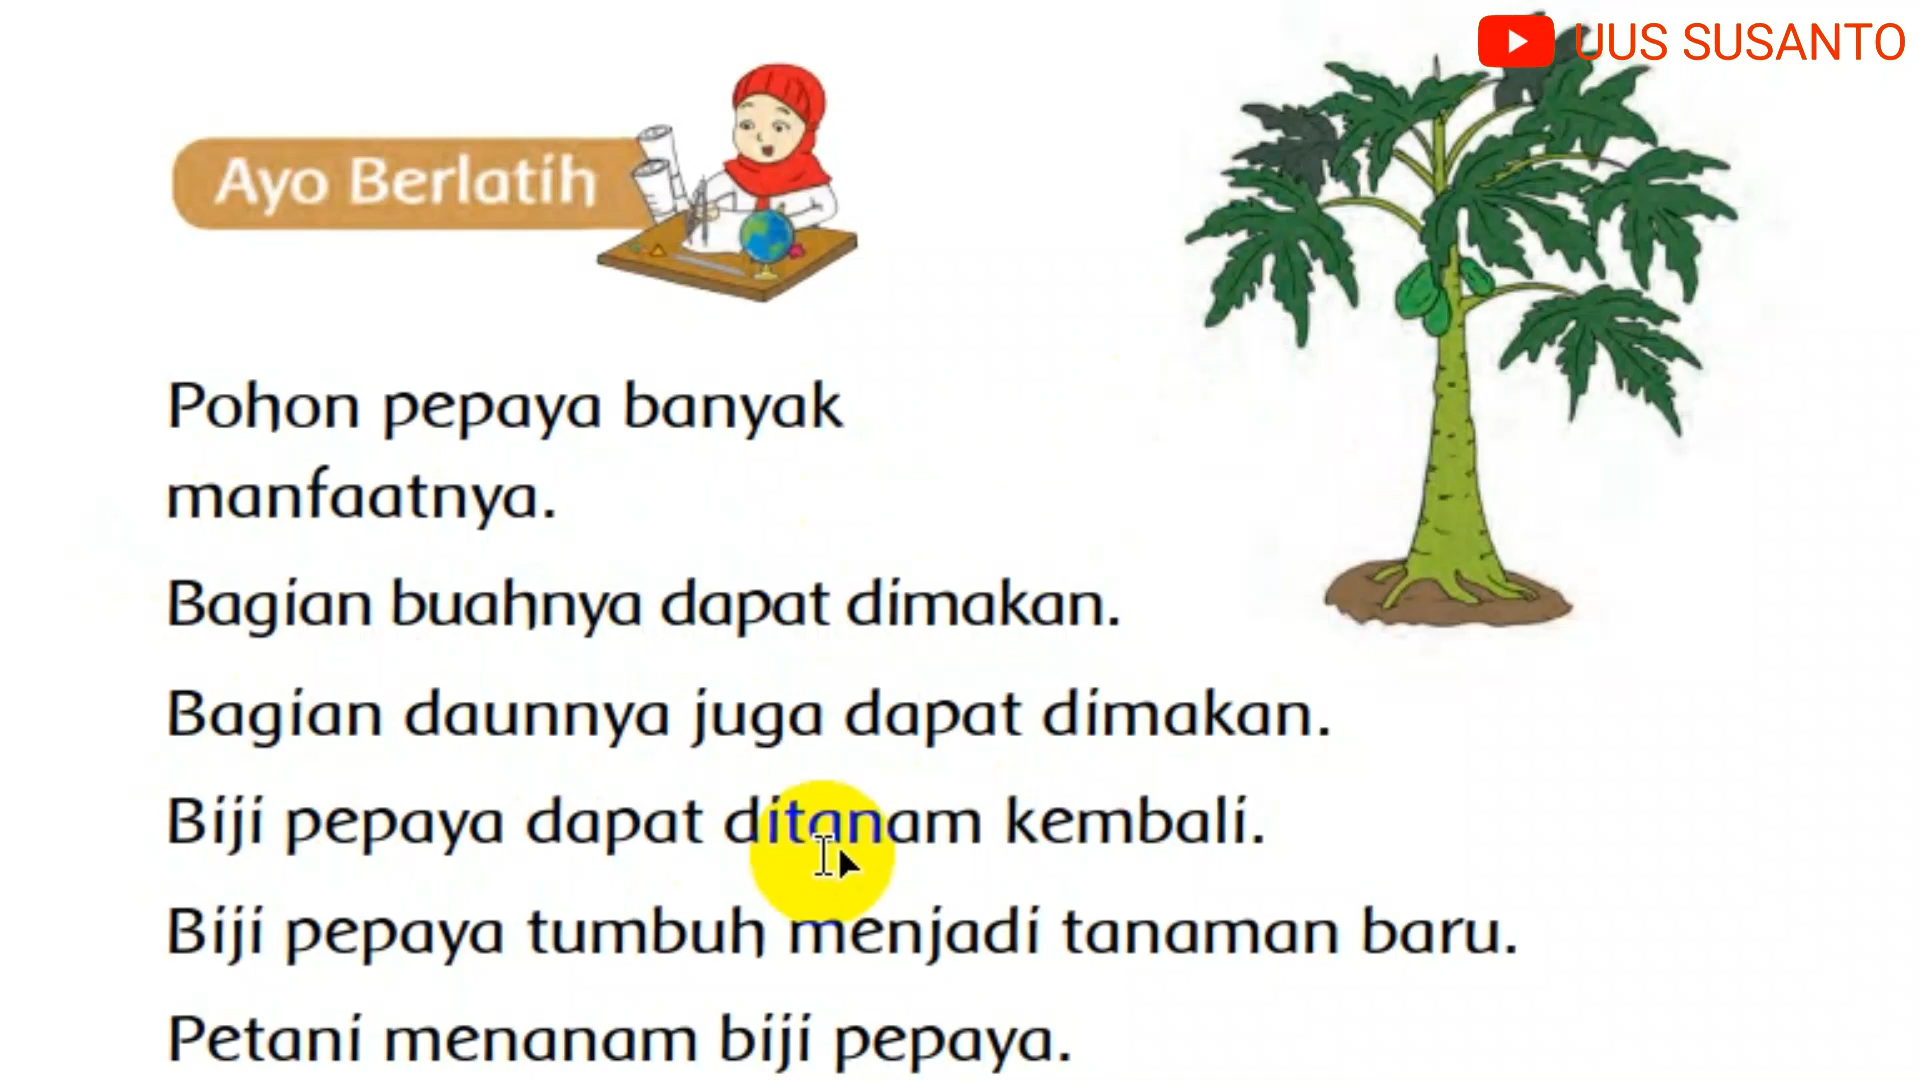 UUS SUSANTO
Ayo Berlatih
Pohon pepaya banyak
manfaatnya.
Bagian buahnya dapat dimakan.
Bagian daunnya juga dapat dimakan.
Biji pepaya dapat ditanam kembali.
Biji pepaya tumbuh menjadi tanaman baru.
Petani menanam biji pepaya.